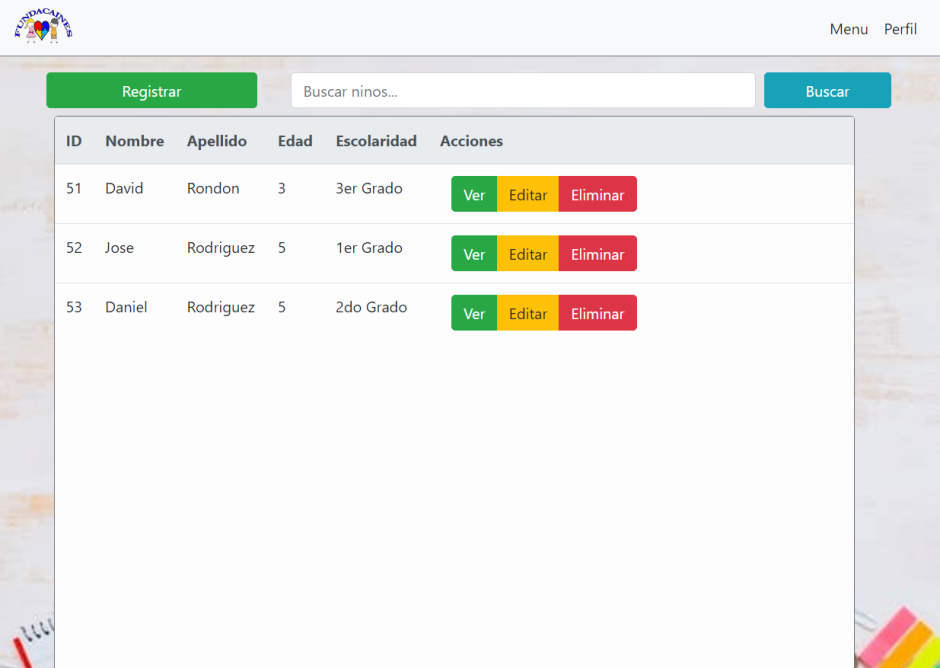 FUNDACAINES
Menu Perfil
Registrar Buscar ninos... Buscar
ID Nombre Apellido Edad Escolaridad Acciones
51 David Rondon 3 3er Grado Ver Editar Eliminar
52 Jose Rodriguez 5 1er Grado Ver Editar Eliminar
53 Daniel Rodriguez 5 2do Grado Ver Editar Eliminar